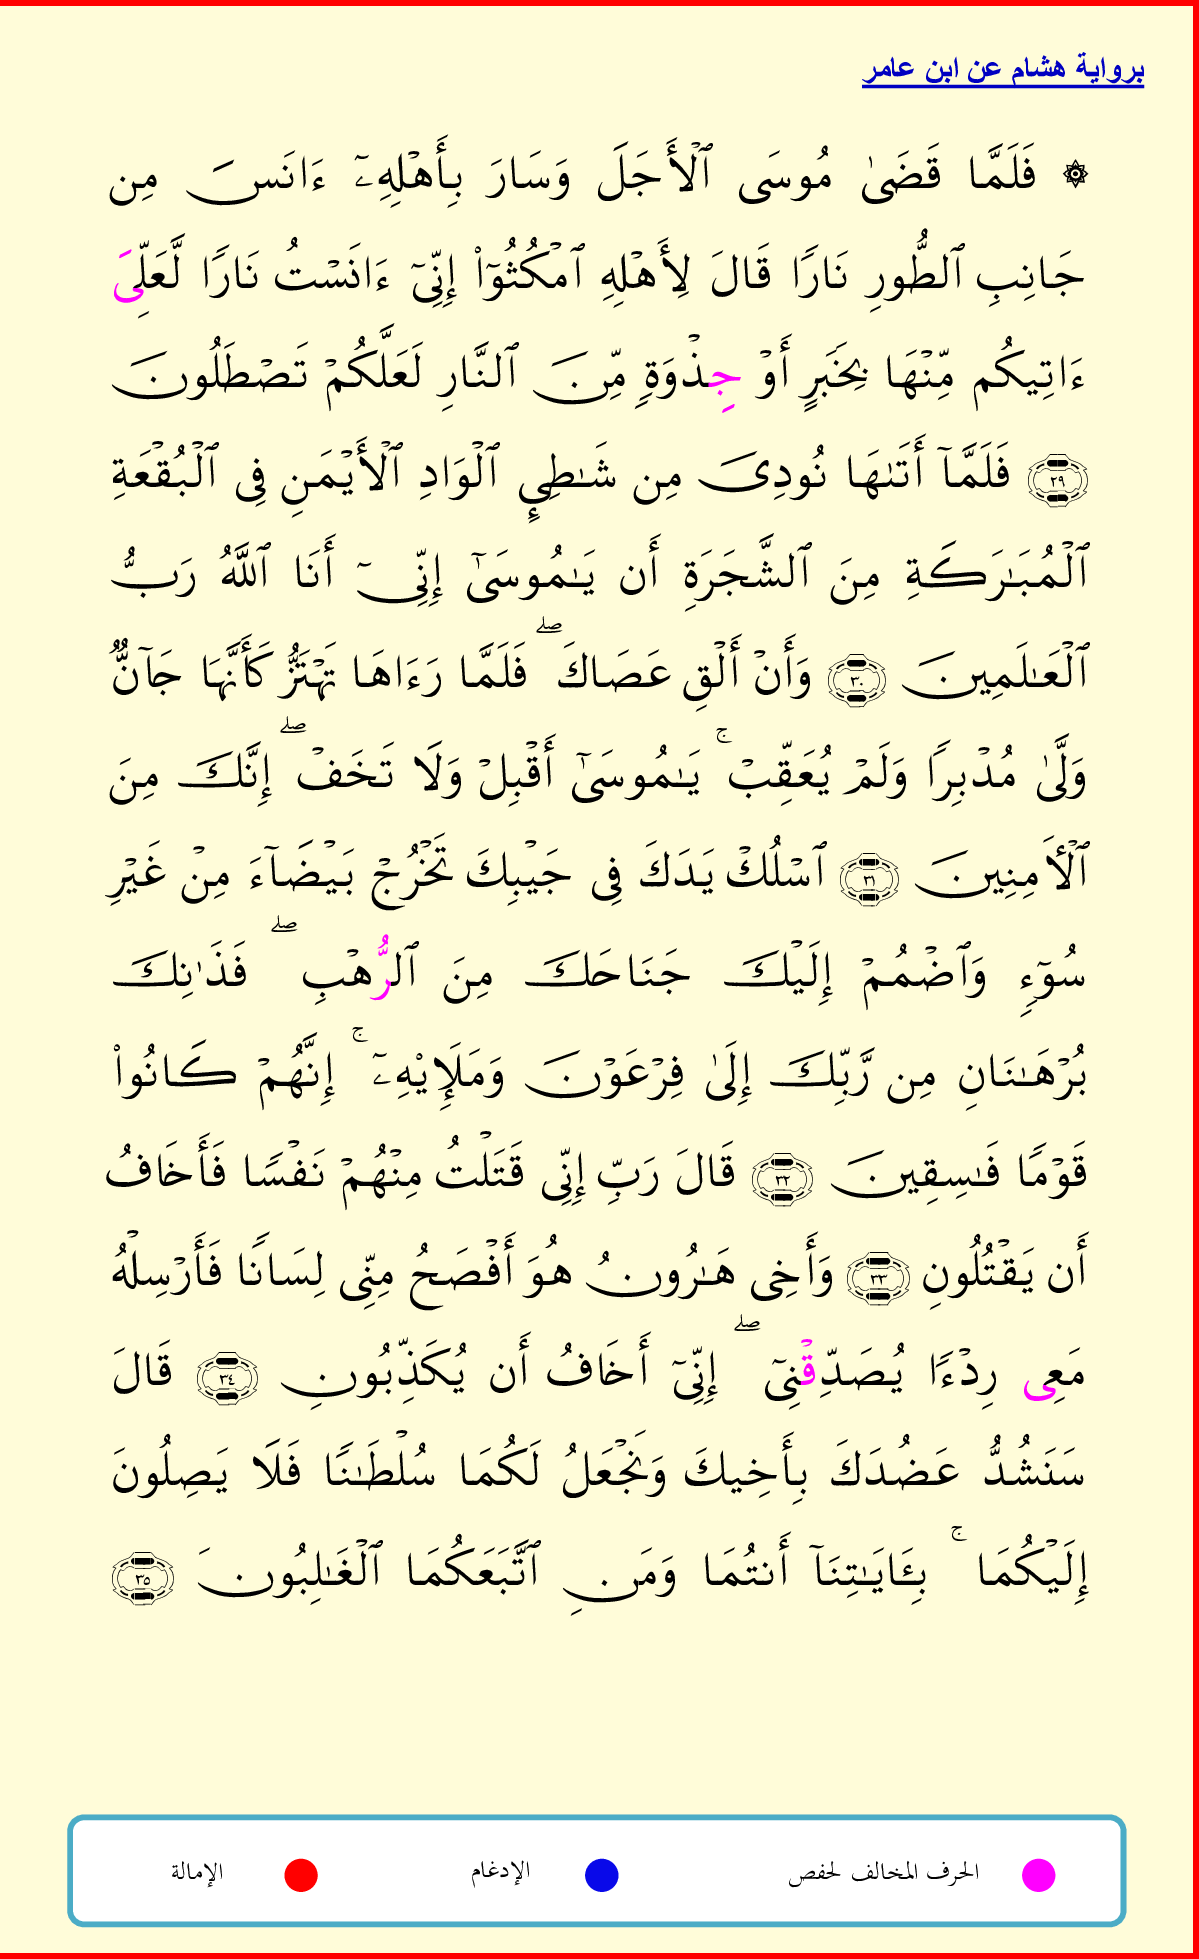 برواية هشام عن ابن عامر
۞ فَلَمَّا قَضَىٰ مُوسَى ٱلْأَجَلَ وَسَارَ بِأَهْلِهِۦٓ ءَانَسَ مِن
جَانِبِ ٱلطُّورِ نَارًا قَالَ لِأَهْلِهِ ٱمْكُثُوٓا۟ إِنِّىٓ ءَانَسْتُ نَارًا لَّعَلِّىَ
ءَاتِيكُم مِّنْهَا بِخَبَرٍ أَوْ جِذْوَةٍ مِّنَ ٱلنَّارِ لَعَلَّكُمْ تَصْطَلُونَ
٢٩ فَلَمَّآ أَتَىٰهَا نُودِىَ مِن شَـٰطِئِ ٱلْوَادِ ٱلْأَيْمَنِ فِى ٱلْبُقْعَةِ
ٱلْمُبَـٰرَكَةِ مِنَ ٱلشَّجَرَةِ أَن يَـٰمُوسَىٰٓ إِنِّىٓ أَنَا ٱللَّهُ رَبُّ
ٱلْعَـٰلَمِينَ ٣٠ وَأَنْ أَلْقِ عَصَاكَ ۖ فَلَمَّا رَءَاهَا تَهْتَزُّ كَأَنَّهَا جَآنٌّ
وَلَّىٰ مُدْبِرًا وَلَمْ يُعَقِّبْ ۚ يَـٰمُوسَىٰٓ أَقْبِلْ وَلَا تَخَفْ ۖ إِنَّكَ مِنَ
ٱلْـَٔامِنِينَ ٣١ ٱسْلُكْ يَدَكَ فِى جَيْبِكَ تَخْرُجْ بَيْضَآءَ مِنْ غَيْرِ
سُوٓءٍ وَٱضْمُمْ إِلَيْكَ جَنَاحَكَ مِنَ ٱلرُّهْبِ ۖ فَذَٰنِكَ
بُرْهَـٰنَانِ مِن رَّبِّكَ إِلَىٰ فِرْعَوْنَ وَمَلَإِي۟هِۦٓ ۚ إِنَّهُمْ كَانُوا۟
قَوْمًا فَـٰسِقِينَ ٣٢ قَالَ رَبِّ إِنِّى قَتَلْتُ مِنْهُمْ نَفْسًا فَأَخَافُ
أَن يَقْتُلُونِ ٣٣ وَأَخِى هَـٰرُونُ هُوَ أَفْصَحُ مِنِّى لِسَانًا فَأَرْسِلْهُ
مَعِى رِدْءًا يُصَدِّقْنِىٓ ۖ إِنِّىٓ أَخَافُ أَن يُكَذِّبُونِ ٣٤ قَالَ
سَنَشُدُّ عَضُدَكَ بِأَخِيكَ وَنَجْعَلُ لَكُمَا سُلْطَـٰنًا فَلَا يَصِلُونَ
إِلَيْكُمَا ۚ بِـَٔايَـٰتِنَآ أَنتُمَا وَمَنِ ٱتَّبَعَكُمَا ٱلْغَـٰلِبُونَ ٣٥
الحرف المخالف لحفص الإدغام الإمالة